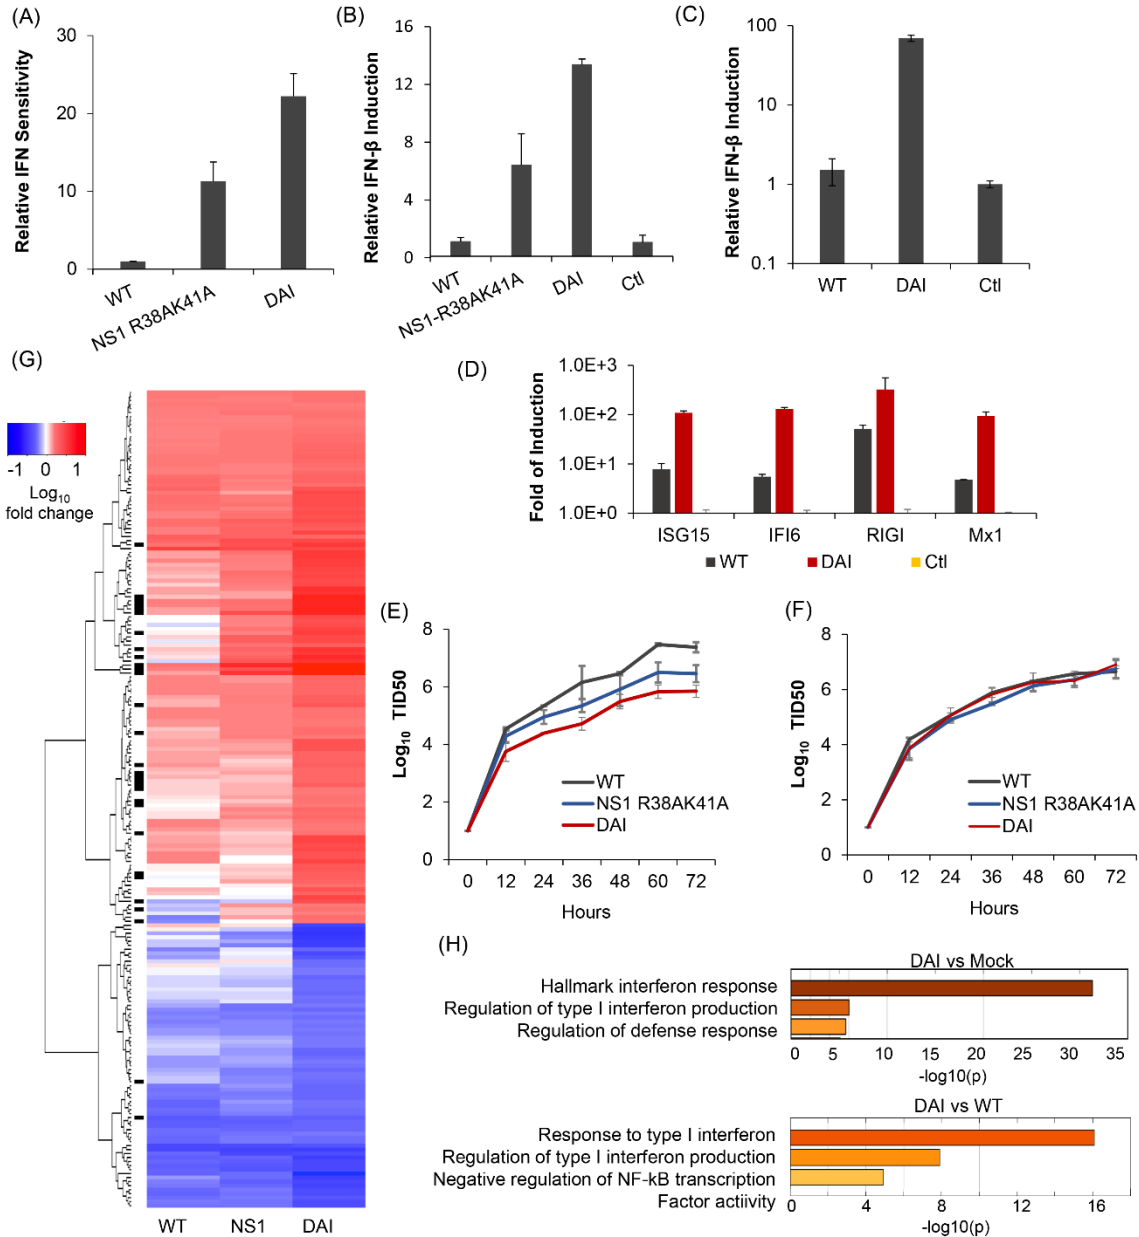 (A)
30
20
10
0
Relative IFN Sensitivity
WT
NS1 R38AK41A
DAI
(B)
16
12
8
4
0
Relative IFN-β Induction
WT
NS1-R38AK41A
DAI
Ctl
(C)
100
10
1
0.1
Relative IFN-β Induction
WT
DAI
Ctl
(G)
-1 0 1
Log10
fold change
WT NS1 DAI
(D)
1.0E+3
1.0E+2
1.0E+1
1.0E+0
Fold of Induction
ISG15 IFI6 RIGI Mx1
WT DAI Ctl
(E)
8
6
4
2
0
Log10 TID50
WT
NS1 R38AK41A
DAI
0 12 24 36 48 60 72
Hours
(F)
8
6
4
2
0
Log10 TID50
WT
NS1 R38AK41A
DAI
0 12 24 36 48 60 72
Hours
(H)
DAI vs Mock
Hallmark interferon response
Regulation of type I interferon production
Regulation of defense response
0 5 10 15 20 25 30 35
-log10(p)
DAI vs WT
Response to type I interferon
Regulation of type I interferon production
Negative regulation of NF-kB transcription
Factor actiivity
0 4 8 12 16
-log10(p)